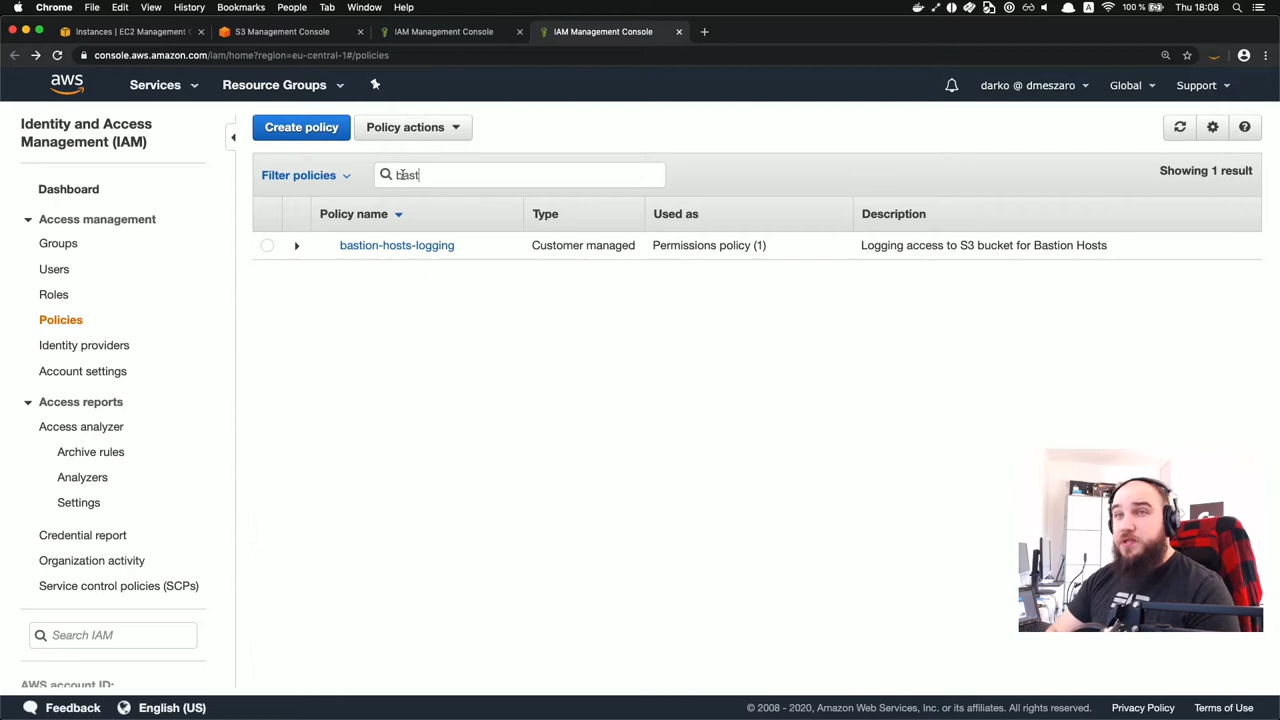 Chrome File Edit View History Bookmarks People Tab Window Help 100 % Thu 18:08
Instances | EC2 Management C
S3 Management Console
IAM Management Console
IAM Management Console
console.aws.amazon.com/iam/home?region=eu-central-1#/policies
aws Services Resource Groups darko @ dmeszaro Global Support
Identity and Access
Management (IAM)
Dashboard
Access management
Groups
Users
Roles
Policies
Identity providers
Account settings
Access reports
Access analyzer
Archive rules
Analyzers
Settings
Credential report
Organization activity
Service control policies (SCPs)
Search IAM
AWS account ID:
Create policy Policy actions
Filter policies bast Showing 1 result
Policy name Type Used as Description
bastion-hosts-logging Customer managed Permissions policy (1) Logging access to S3 bucket for Bastion Hosts
Feedback English (US) © 2008 - 2020, Amazon Web Services, Inc. or its affiliates. All rights reserved. Privacy Policy Terms of Use